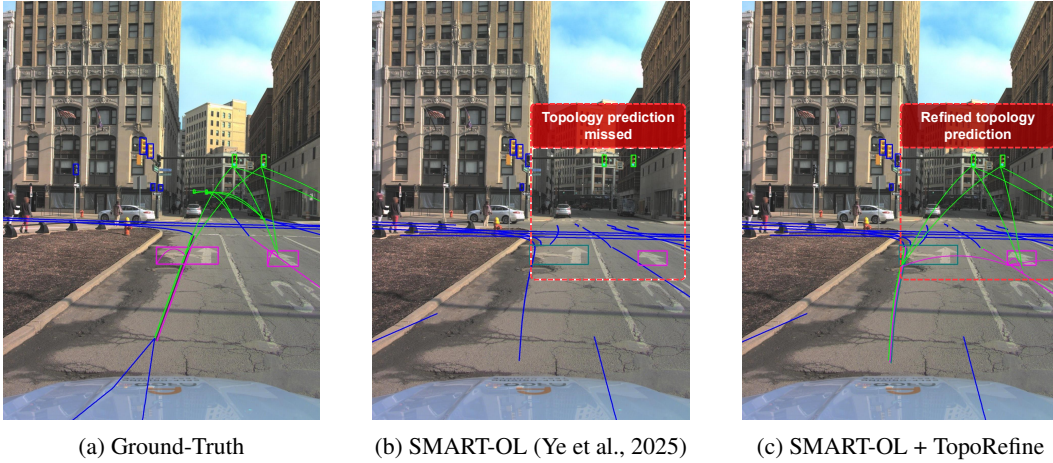 Topology prediction
missed
Refined topology
prediction
(a) Ground-Truth
(b) SMART-OL (Ye et al., 2025)
(c) SMART-OL + TopoRefine